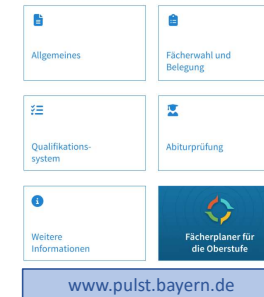 Allgemeines
Fächerwahl und
Belegung
Qualifikations-
system
Abiturprüfung
Weitere
Informationen
Fächerplaner für
die Oberstufe
www.pulst.bayern.de